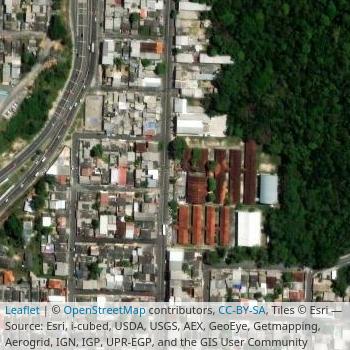 Leaflet | © OpenStreetMap contributors, CC-BY-SA, Tiles © Esri —
Source: Esri, i-cubed, USDA, USGS, AEX, GeoEye, Getmapping,
Aerogrid, IGN, IGP, UPR-EGP, and the GIS User Community